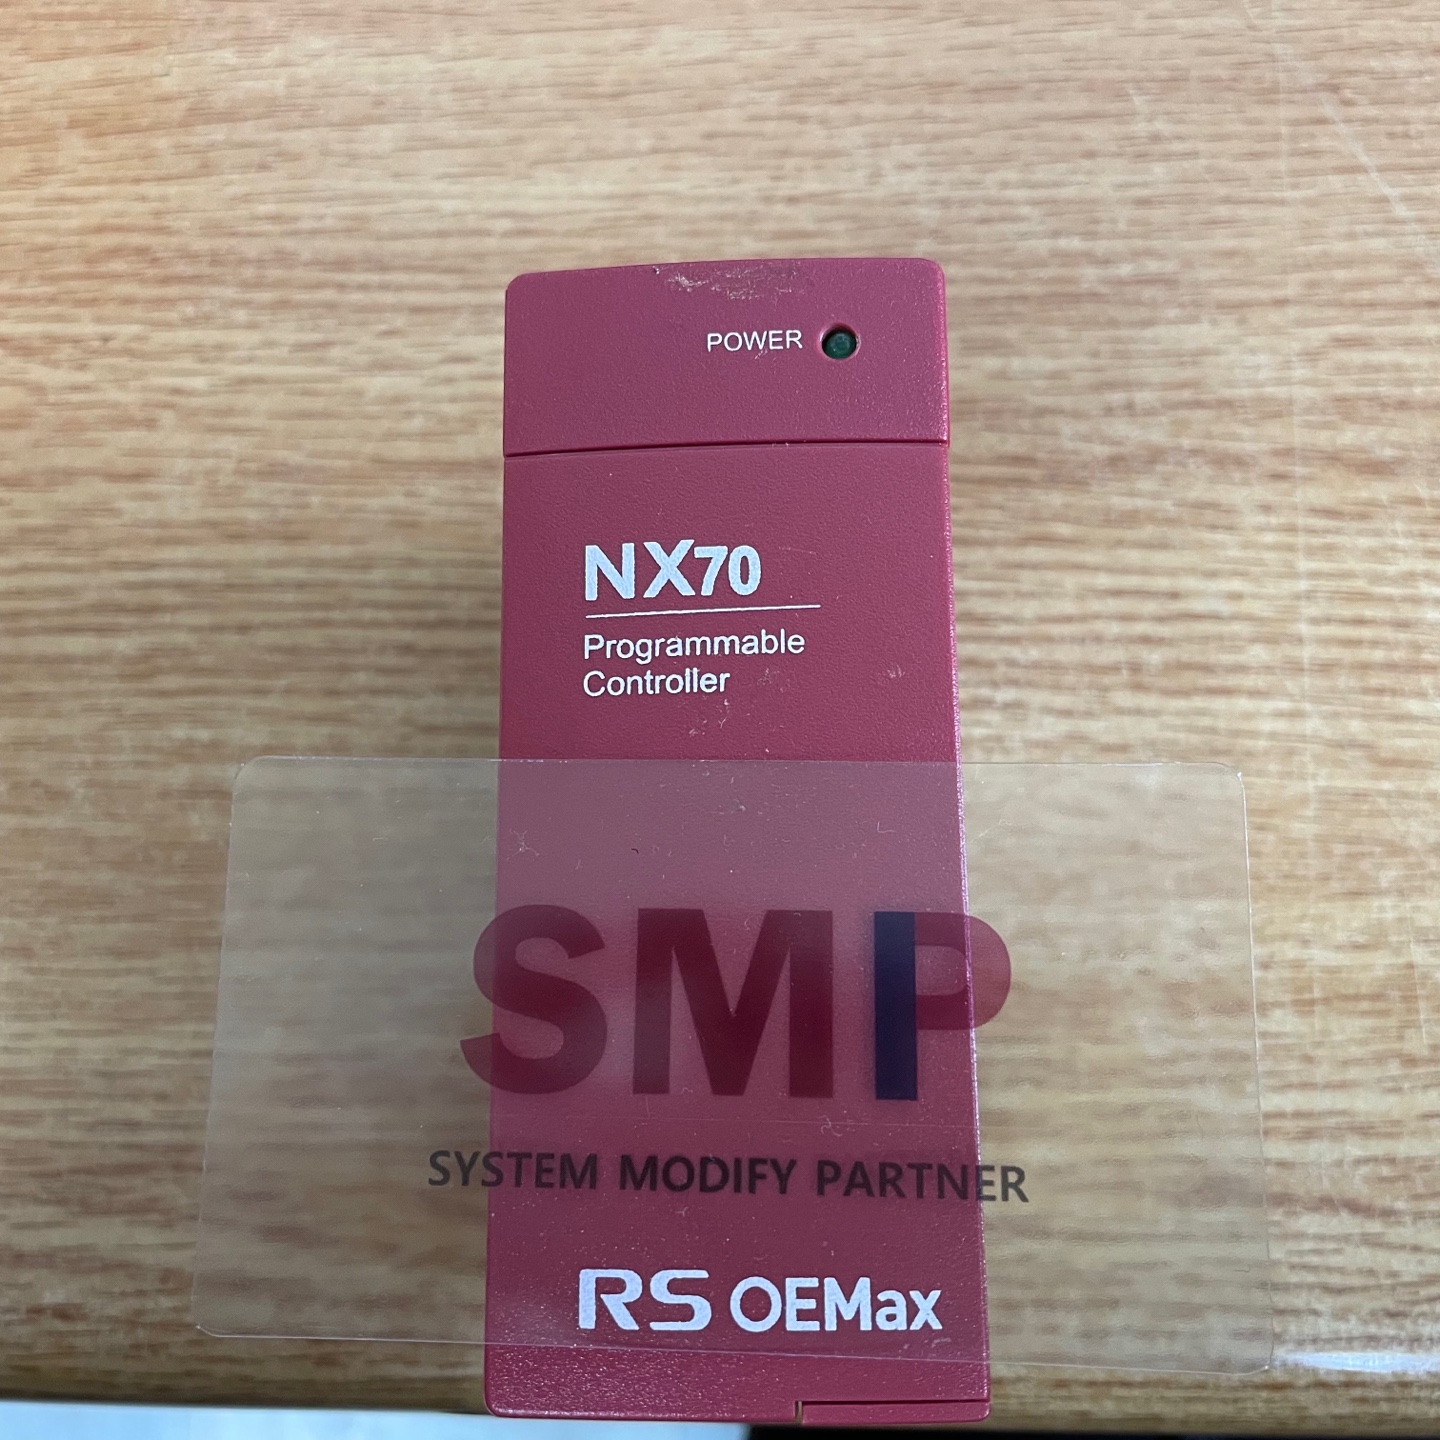 POWER
NX70
Programmable
Controller
SMP
SYSTEM MODIFY PARTNER
RS OEMax